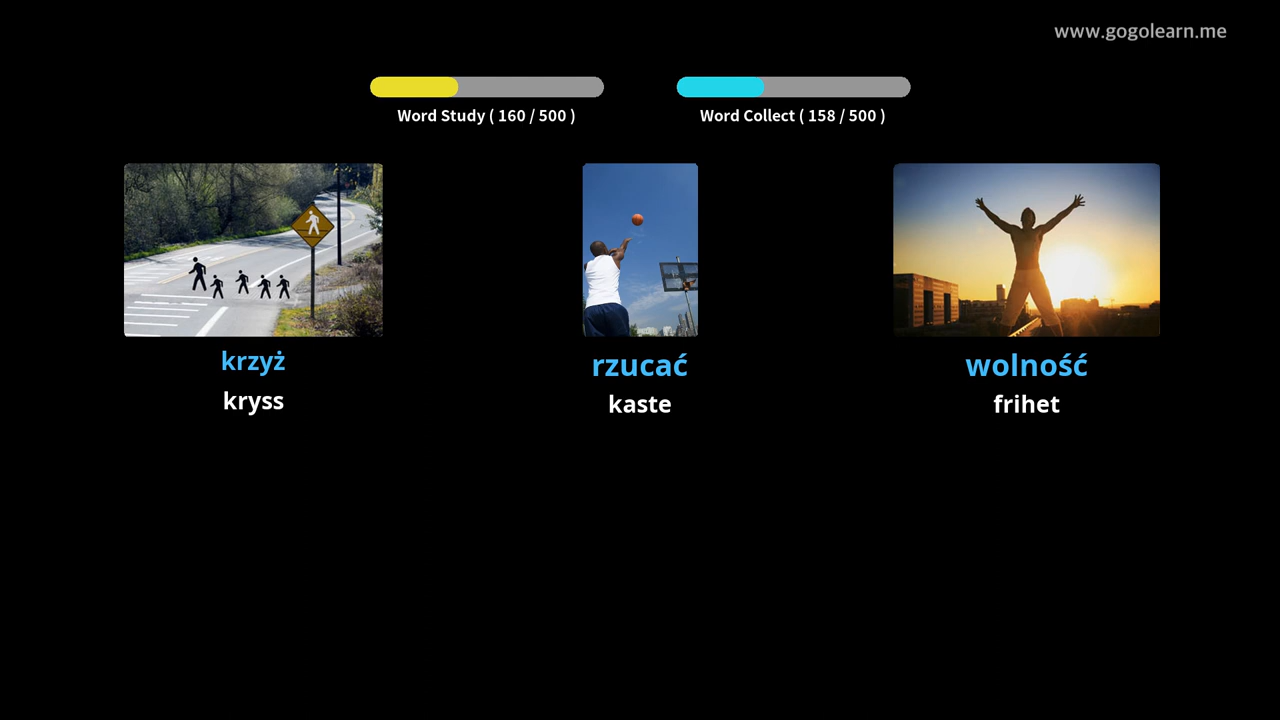 www.gogolearn.me
Word Study ( 160 / 500 )
Word Collect ( 158 / 500 )
krzyż
kryss
rzucać
kaste
wolność
frihet